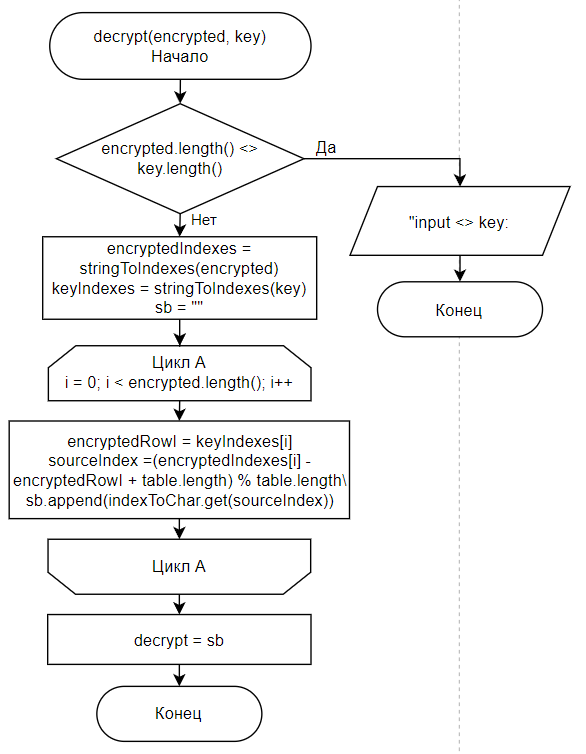 decrypt(encrypted, key)
Начало
encrypted.length() <>
key.length()
Да
Нет
"input <> key:
encryptedIndexes =
stringToIndexes(encrypted)
keyIndexes = stringToIndexes(key)
sb = ""
Конец
Цикл А
i = 0; i < encrypted.length(); i++
encryptedRowI = keyIndexes[i]
sourceIndex =(encryptedIndexes[i] -
encryptedRowI + table.length) % table.length\
sb.append(indexToChar.get(sourceIndex))
Цикл А
decrypt = sb
Конец